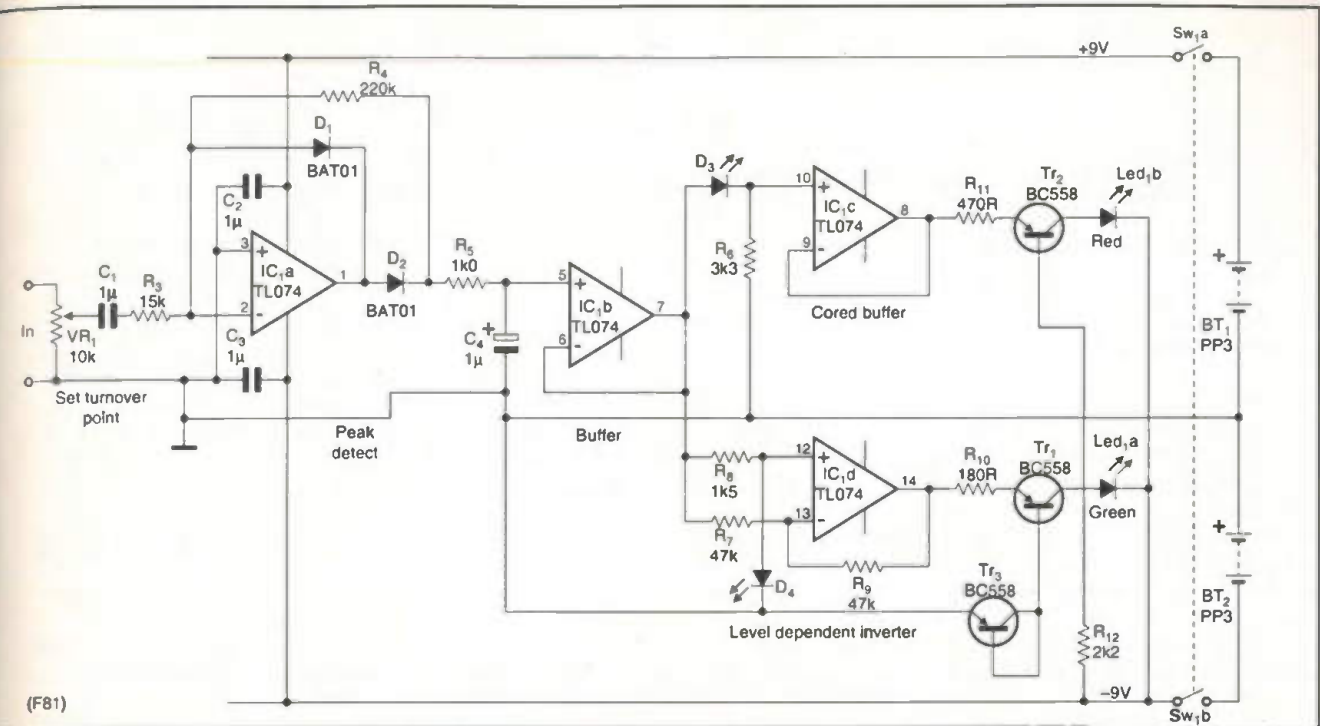 Sw1a
+9V
R4
220k
D1
BAT01
C2
1µ
D3
IC1c
TL074
10
+
9
-
8
R11
470R
Tr2
BC558
Led1b
Red
C1
1µ
R3
15k
3
+
2
-
IC1a
TL074
1
D2
BAT01
R5
1k0
5
+
6
-
IC1b
TL074
7
R6
3k3
Cored buffer
+
BT1
PP3
In
VR1
10k
C3
1µ
C4
+
1µ
Set turnover
point
Peak
detect
Buffer
R8
1k5
12
+
13
-
IC1d
TL074
14
R10
180R
Tr1
BC558
Led1a
Green
R7
47k
R9
47k
D4
Tr3
BC558
+
BT2
PP3
Level dependent inverter
R12
2k2
(F81)
-9V
Sw1b